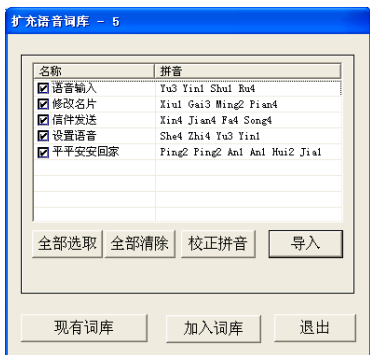 扩充语音词库 - 5
名称 拼音
语音输入 Yu3 Yin1 Shu1 Ru4
修改名片 Xiu1 Gai3 Ming2 Pian4
信件发送 Xin4 Jian4 Fa4 Song4
设置语音 She4 Zhi4 Yu3 Yin1
平平安安回家 Ping2 Ping2 An1 An1 Hui2 Jia1
全部选取 全部清除 校正拼音 导入
现有词库 加入词库 退出